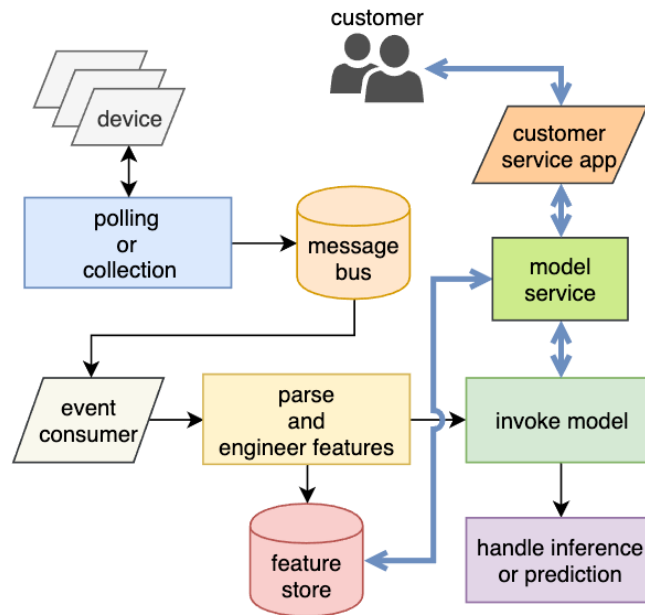 customer
device
customer
service app
polling
or
collection
message
bus
model
service
event
consumer
parse
and
engineer features
invoke model
feature
store
handle inference
or prediction